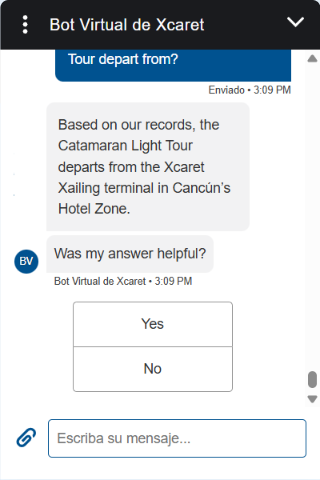 Bot Virtual de Xcaret
Tour depart from?
Enviado • 3:09 PM
Based on our records, the
Catamaran Light Tour
departs from the Xcaret
Xailing terminal in Cancún’s
Hotel Zone.
Was my answer helpful?
BV
Bot Virtual de Xcaret • 3:09 PM
Yes
No
Escriba su mensaje...